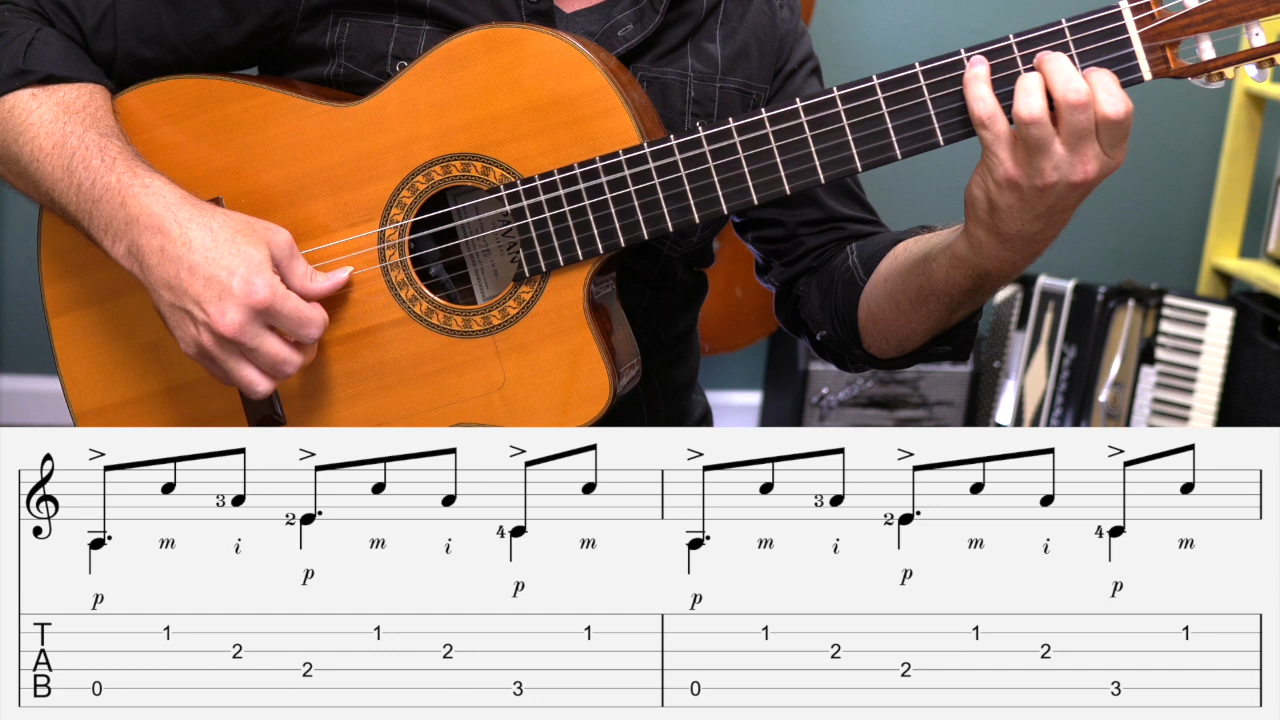 PAVAN
> > > > > >
3 2 4 3 2 4
m i m i m m i m i m
p p p p p p
T A B
1 1 1 1 1 1
2 2 2 2
2 2
0 3 0 3